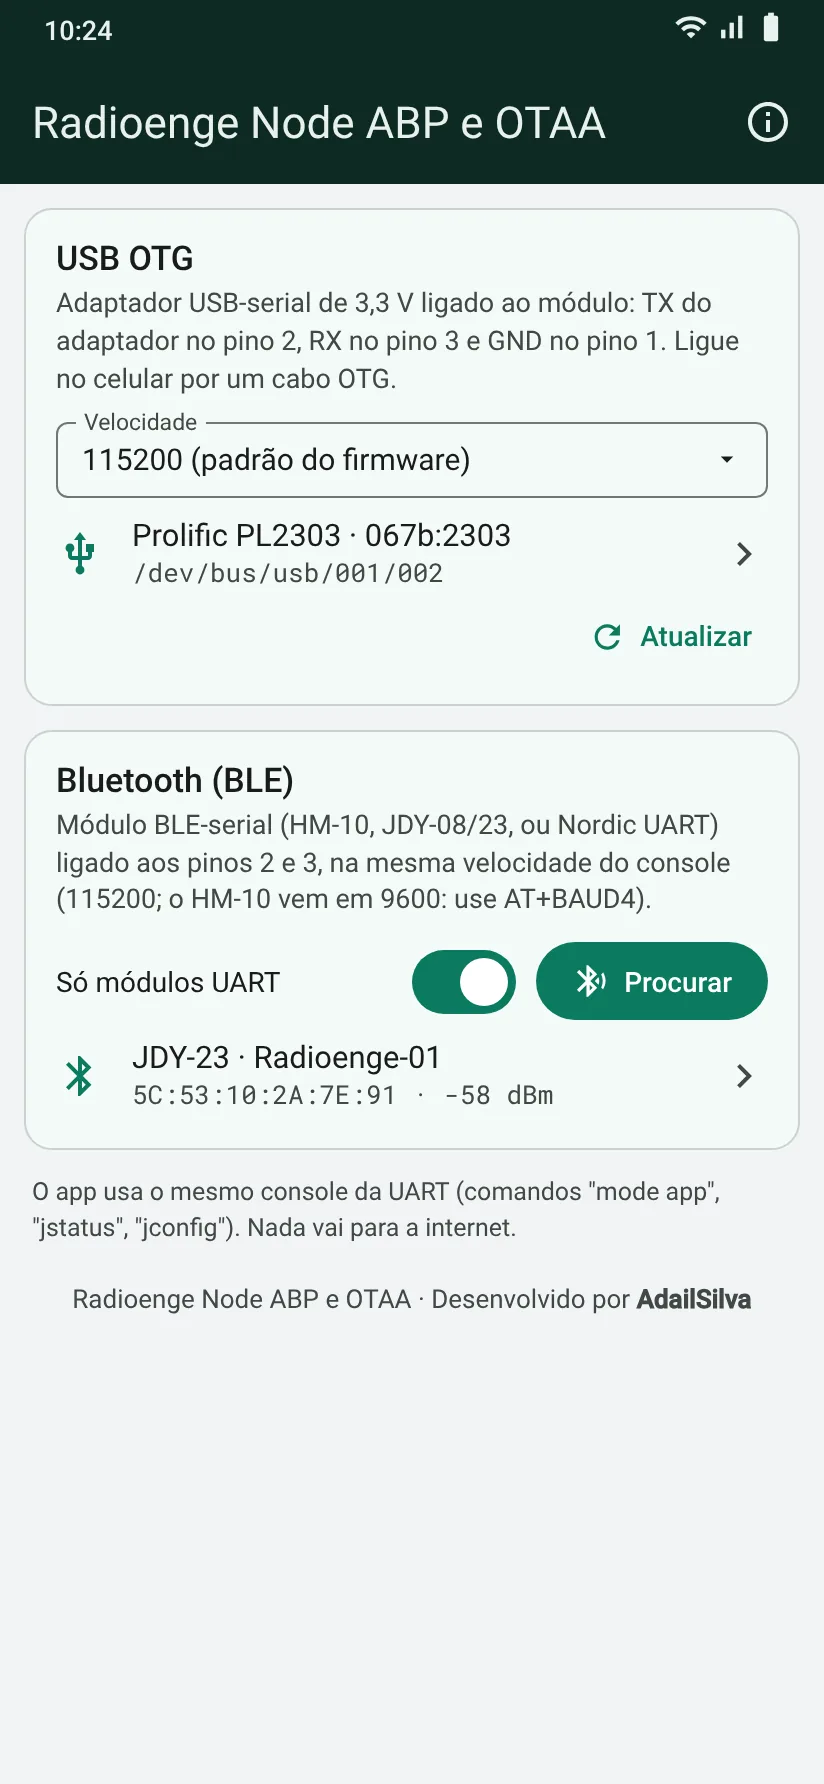 10:24
Radioenge Node ABP e OTAA
USB OTG
Adaptador USB-serial de 3,3 V ligado ao módulo: TX do
adaptador no pino 2, RX no pino 3 e GND no pino 1. Ligue
no celular por um cabo OTG.
Velocidade
115200 (padrão do firmware)
Prolific PL2303 · 067b:2303
/dev/bus/usb/001/002
Atualizar
Bluetooth (BLE)
Módulo BLE-serial (HM-10, JDY-08/23, ou Nordic UART)
ligado aos pinos 2 e 3, na mesma velocidade do console
(115200; o HM-10 vem em 9600: use AT+BAUD4).
Só módulos UART
Procurar
JDY-23 · Radioenge-01
5C:53:10:2A:7E:91 · -58 dBm
O app usa o mesmo console da UART (comandos "mode app",
"jstatus", "jconfig"). Nada vai para a internet.
Radioenge Node ABP e OTAA · Desenvolvido por AdailSilva